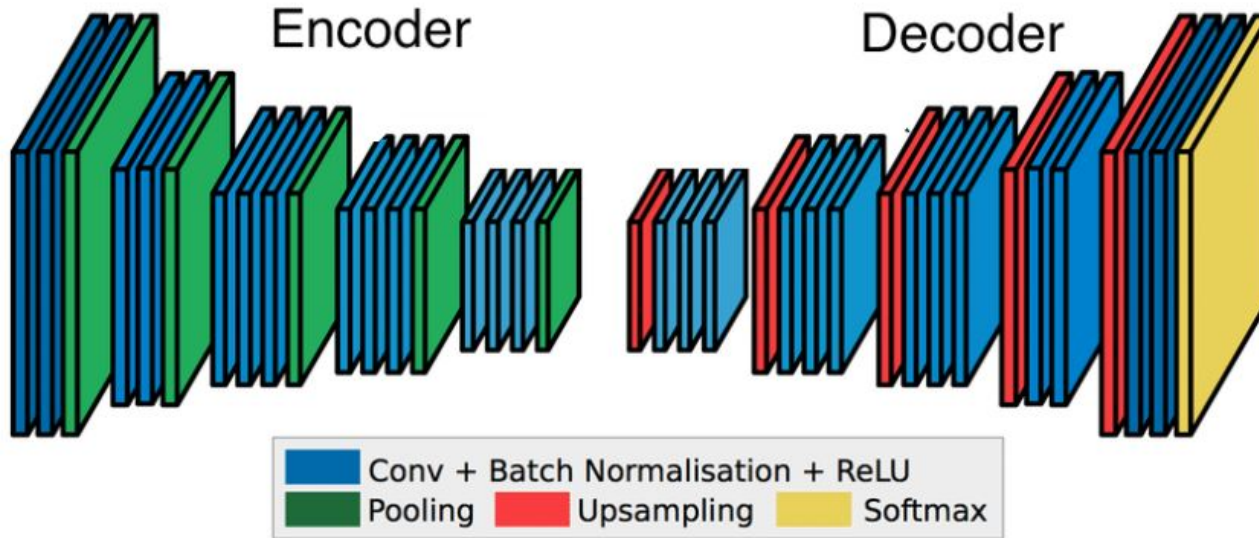 Encoder
Decoder
Conv + Batch Normalisation + ReLU
Pooling Upsampling Softmax